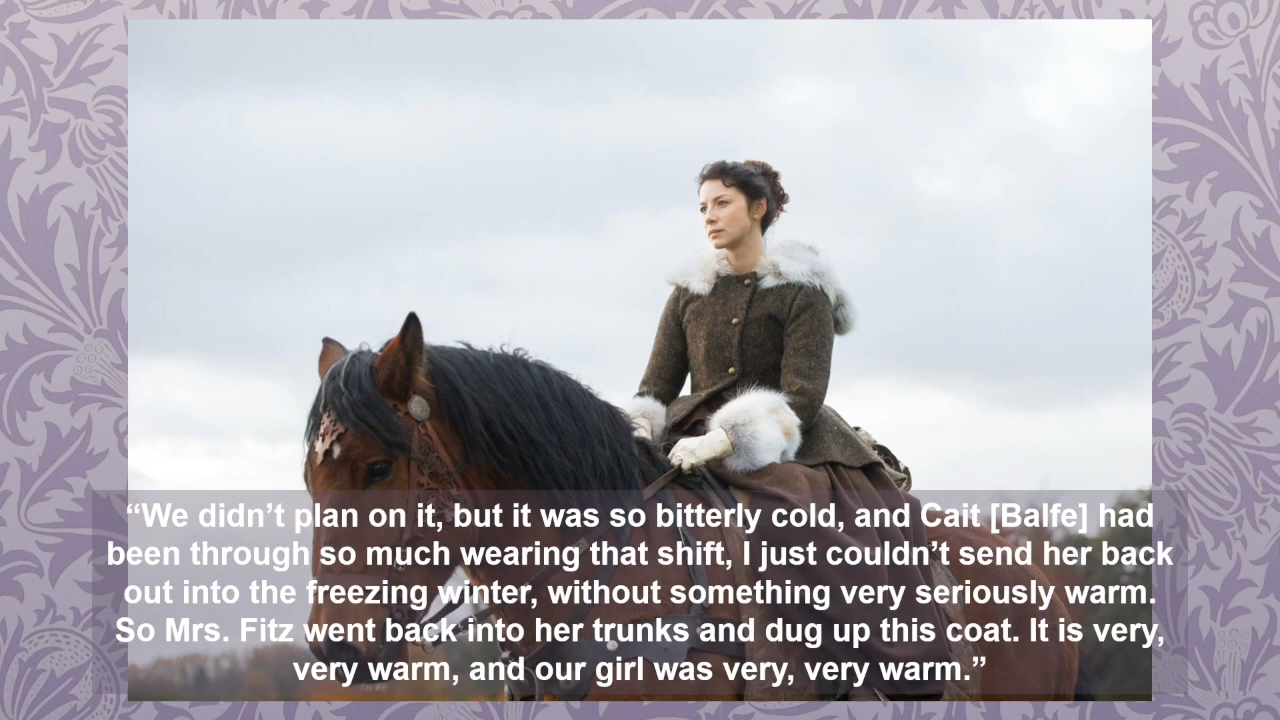 “We didn’t plan on it, but it was so bitterly cold, and Cait [Balfe] had
been through so much wearing that shift, I just couldn’t send her back
out into the freezing winter, without something very seriously warm.
So Mrs. Fitz went back into her trunks and dug up this coat. It is very,
very warm, and our girl was very, very warm.”